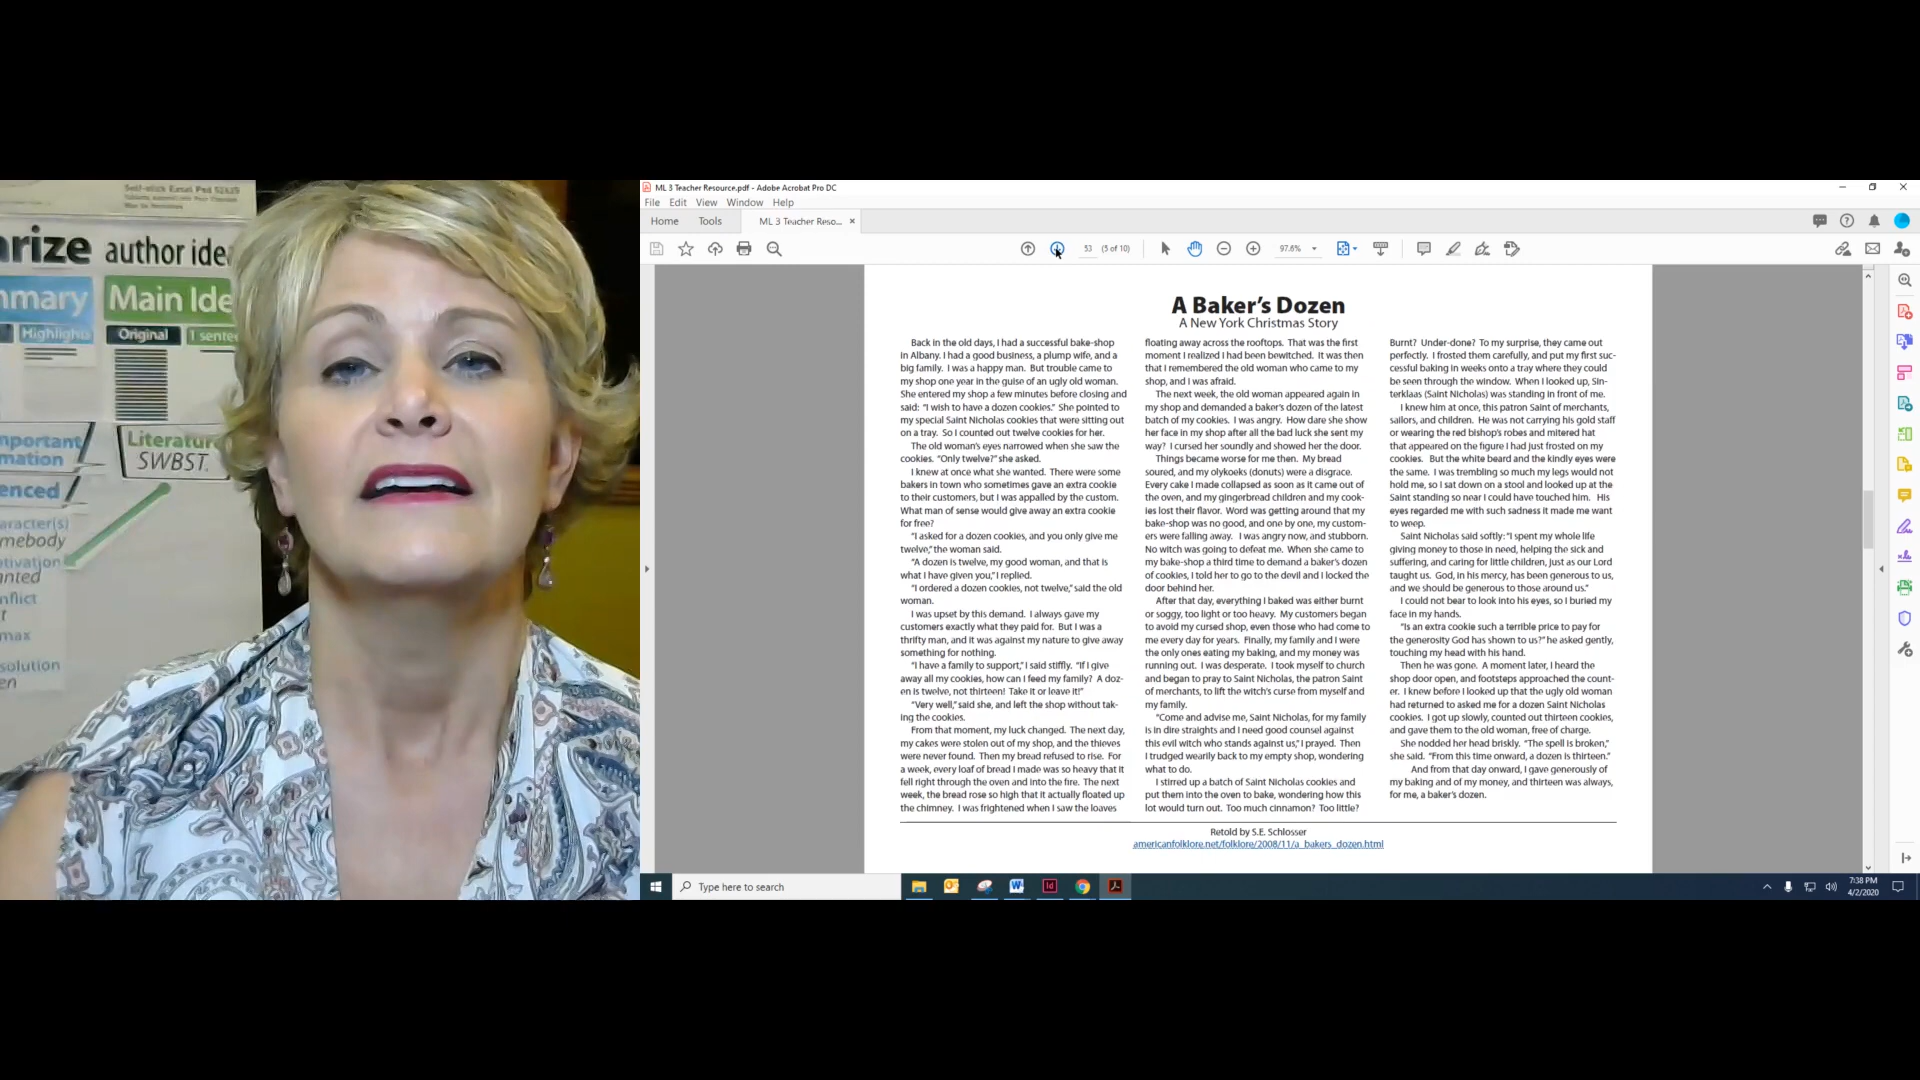 Self-stick Easel Pad
arize author idea
mmary
Main Ide
Highlights
Original
1 sente
mportant
mation
Literatur
SWBST.
enced
aracter(s)
mebody
otivation
anted
nflict
t
max
solution
en
ML 3 Teacher Resource.pdf - Adobe Acrobat Pro DC
File Edit View Window Help
Home Tools ML 3 Teacher Reso... ×
53 (5 of 10) 97.6%
A Baker's Dozen
A New York Christmas Story
Back in the old days, I had a successful bake-shop
in Albany. I had a good business, a plump wife, and a
big family. I was a happy man. But trouble came to
my shop one year in the guise of an ugly old woman.
She entered my shop a few minutes before closing and
said: "I wish to have a dozen cookies." She pointed to
my special Saint Nicholas cookies that were sitting out
on a tray. So I counted out twelve cookies for her.
The old woman's eyes narrowed when she saw the
cookies. "Only twelve?" she asked.
I knew at once what she wanted. There were some
bakers in town who sometimes gave an extra cookie
to their customers, but I was appalled by the custom.
What man of sense would give away an extra cookie
for free?
"I asked for a dozen cookies, and you only give me
twelve," the woman said.
"A dozen is twelve, my good woman, and that is
what I have given you," I replied.
"I ordered a dozen cookies, not twelve," said the old
woman.
I was upset by this demand. I always gave my
customers exactly what they paid for. But I was a
thrifty man, and it was against my nature to give away
something for nothing.
"I have a family to support," I said stiffly. "If I give
away all my cookies, how can I feed my family? A doz-
en is twelve, not thirteen! Take it or leave it!"
"Very well," said she, and left the shop without tak-
ing the cookies.
From that moment, my luck changed. The next day,
my cakes were stolen out of my shop, and the thieves
were never found. Then my bread refused to rise. For
a week, every loaf of bread I made was so heavy that it
fell right through the oven and into the fire. The next
week, the bread rose so high that it actually floated up
the chimney. I was frightened when I saw the loaves
floating away across the rooftops. That was the first
moment I realized I had been bewitched. It was then
that I remembered the old woman who came to my
shop, and I was afraid.
The next week, the old woman appeared again in
my shop and demanded a baker's dozen of the latest
batch of my cookies. I was angry. How dare she show
her face in my shop after all the bad luck she sent my
way? I cursed her soundly and showed her the door.
Things became worse for me then. My bread
soured, and my olykoeks (donuts) were a disgrace.
Every cake I made collapsed as soon as it came out of
the oven, and my gingerbread children and my cook-
ies lost their flavor. Word was getting around that my
bake-shop was no good, and one by one, my custom-
ers were falling away. I was angry now, and stubborn.
No witch was going to defeat me. When she came to
my bake-shop a third time to demand a baker's dozen
of cookies, I told her to go to the devil and I locked the
door behind her.
After that day, everything I baked was either burnt
or soggy, too light or too heavy. My customers began
to avoid my cursed shop, even those who had come to
me every day for years. Finally, my family and I were
the only ones eating my baking, and my money was
running out. I was desperate. I took myself to church
and began to pray to Saint Nicholas, the patron Saint
of merchants, to lift the witch's curse from myself and
my family.
"Come and advise me, Saint Nicholas, for my family
is in dire straights and I need good counsel against
this evil witch who stands against us," I prayed. Then
I trudged wearily back to my empty shop, wondering
what to do.
I stirred up a batch of Saint Nicholas cookies and
put them into the oven to bake, wondering how this
lot would turn out. Too much cinnamon? Too little?
Burnt? Under-done? To my surprise, they came out
perfectly. I frosted them carefully, and put my first suc-
cessful baking in weeks onto a tray where they could
be seen through the window. When I looked up, Sin-
terklaas (Saint Nicholas) was standing in front of me.
I knew him at once, this patron Saint of merchants,
sailors, and children. He was not carrying his gold staff
or wearing the red bishop's robes and mitered hat
that appeared on the figure I had just frosted on my
cookies. But the white beard and the kindly eyes were
the same. I was trembling so much my legs would not
hold me, so I sat down on a stool and looked up at the
Saint standing so near I could have touched him. His
eyes regarded me with such sadness it made me want
to weep.
Saint Nicholas said softly: "I spent my whole life
giving money to those in need, helping the sick and
suffering, and caring for little children, just as our Lord
taught us. God, in his mercy, has been generous to us,
and we should be generous to those around us."
I could not bear to look into his eyes, so I buried my
face in my hands.
"Is an extra cookie such a terrible price to pay for
the generosity God has shown to us?" he asked gently,
touching my head with his hand.
Then he was gone. A moment later, I heard the
shop door open, and footsteps approached the count-
er. I knew before I looked up that the ugly old woman
had returned to asked me for a dozen Saint Nicholas
cookies. I got up slowly, counted out thirteen cookies,
and gave them to the old woman, free of charge.
She nodded her head briskly. "The spell is broken,"
she said. "From this time onward, a dozen is thirteen."
And from that day onward, I gave generously of
my baking and of my money, and thirteen was always,
for me, a baker's dozen.
Retold by S.E. Schlosser
americanfolklore.net/folklore/2008/11/a_bakers_dozen.html
Type here to search
7:38 PM
4/2/2020